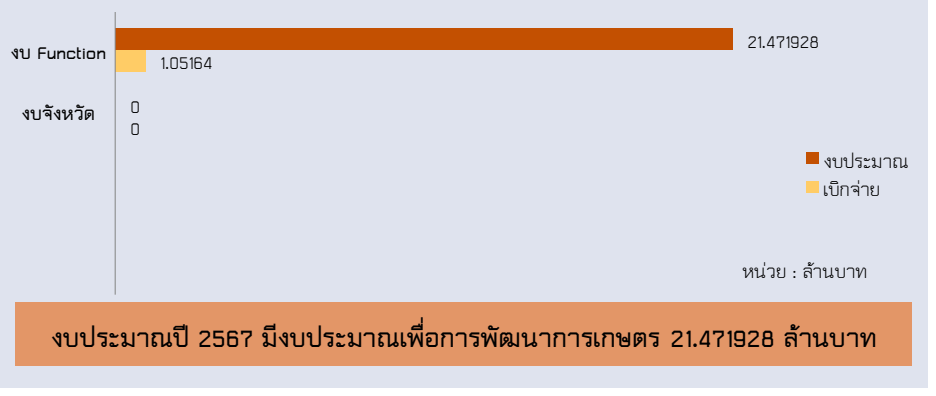 งบ Function
21.471928
1.05164
งบจังหวัด
0
0
งบประมาณ
เบิกจ่าย
หน่วย : ล้านบาท
งบประมาณปี 2567 มีงบประมาณเพื่อการพัฒนาการเกษตร 21.471928 ล้านบาท